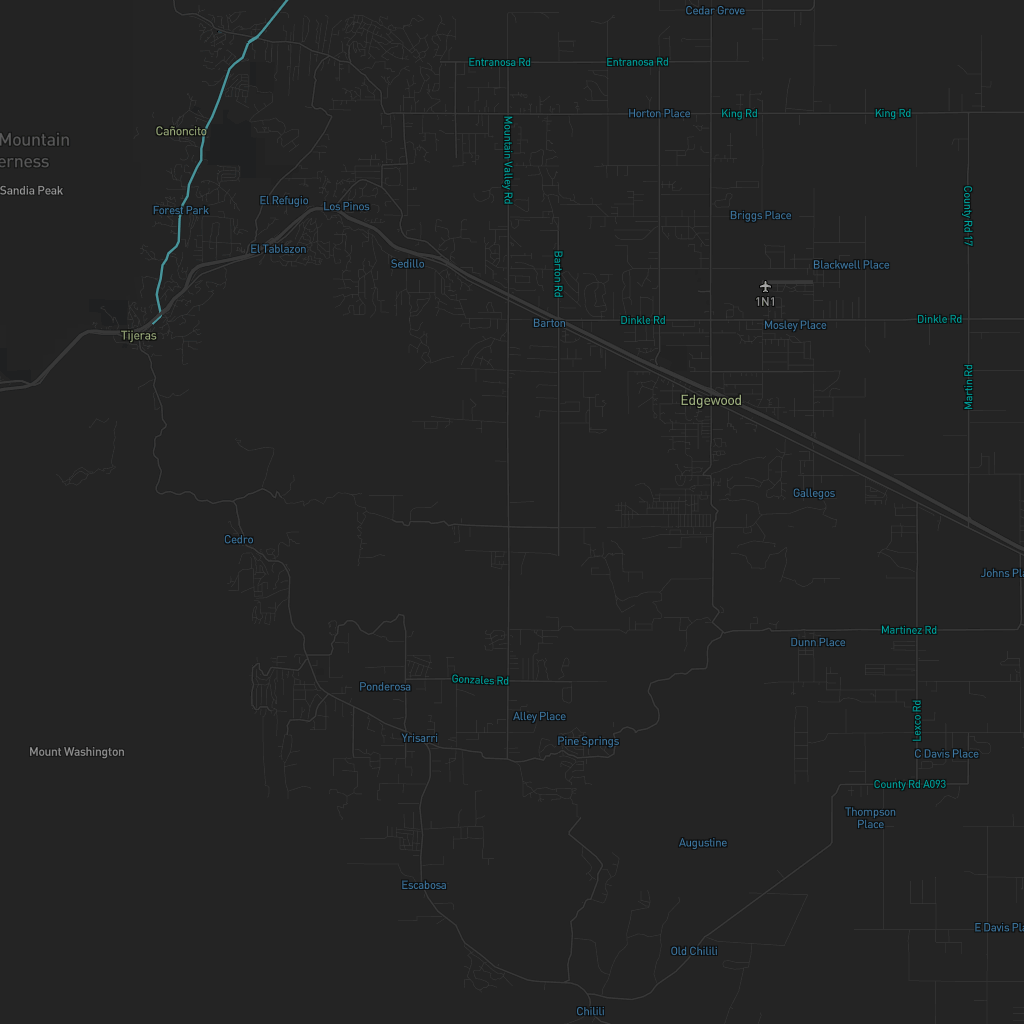 Cedar Grove
Entranosa Rd
Entranosa Rd
Horton Place
King Rd
King Rd
Cañoncito
Mountain
erness
Mountain Valley Rd
Sandia Peak
El Refugio
Los Pinos
Forest Park
Briggs Place
County Rd 17
El Tablazon
Sedillo
Barton Rd
Blackwell Place
1N1
Barton
Dinkle Rd
Mosley Place
Dinkle Rd
Tijeras
Martin Rd
Edgewood
Gallegos
Cedro
Johns Pla
Martinez Rd
Dunn Place
Gonzales Rd
Ponderosa
Alley Place
Lexco Rd
Yrisarri
Pine Springs
Mount Washington
C Davis Place
County Rd A093
Thompson
Place
Augustine
Escabosa
E Davis Pla
Old Chilili
Chilili